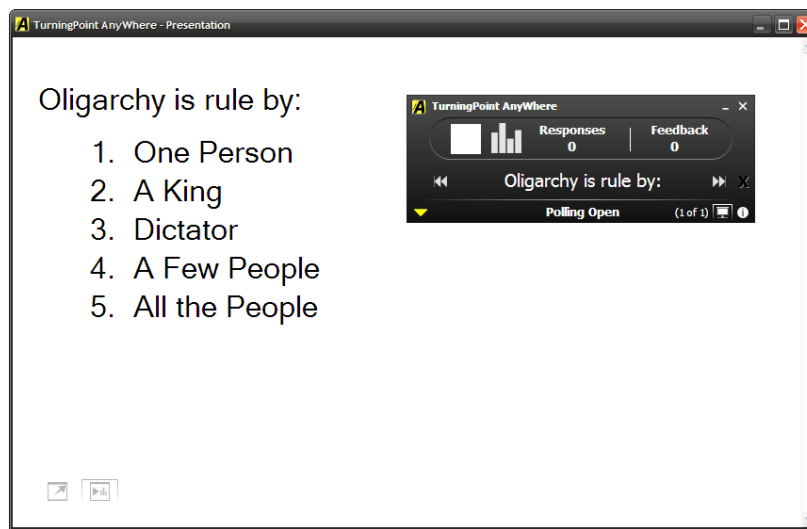 TurningPoint AnyWhere - Presentation
Oligarchy is rule by:
1. One Person
2. A King
3. Dictator
4. A Few People
5. All the People
TurningPoint AnyWhere
Responses Feedback
0 0
Oligarchy is rule by:
Polling Open (1 of 1)